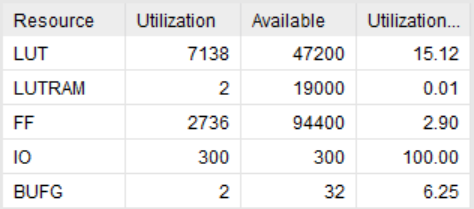 Resource Utilization Available Utilization...
LUT 7138 47200 15.12
LUTRAM 2 19000 0.01
FF 2736 94400 2.90
IO 300 300 100.00
BUFG 2 32 6.25